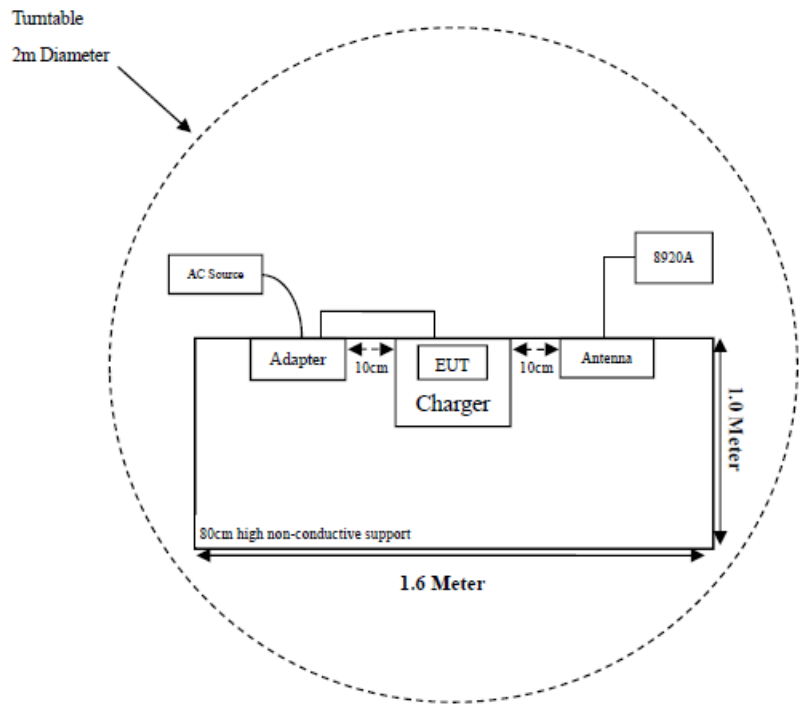 Turntable
2m Diameter
AC Source
8920A
Adapter
10cm
EUT
Charger
10cm
Antenna
1.0 Meter
80cm high non-conductive support
1.6 Meter